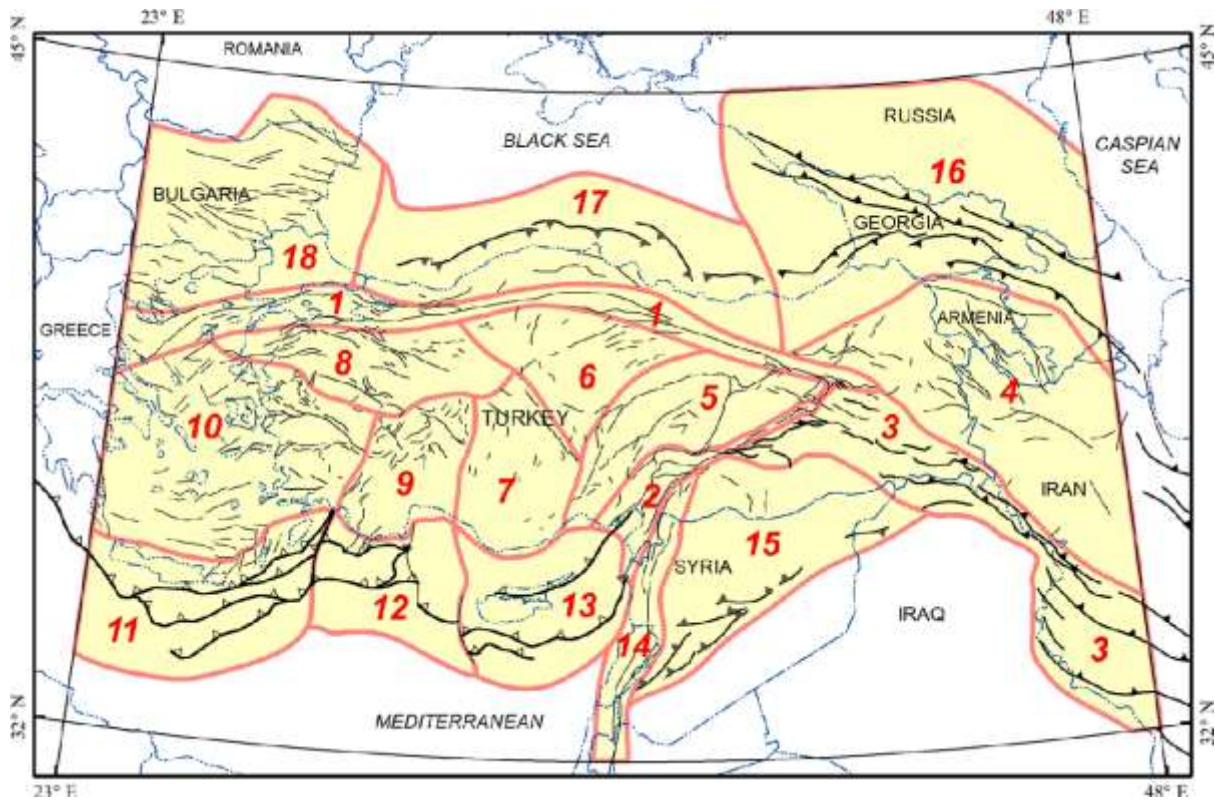 23° E
48° E
45° N
45° N
ROMANIA
RUSSIA
BLACK SEA
CASPIAN
SEA
16
BULGARIA
17
GEORGIA
18
1
1
GREECE
ARMENIA
8
6
5
4
10
TURKEY
3
9
7
2
IRAN
15
SYRIA
12
13
11
14
IRAQ
3
MEDITERRANEAN
32° N
32° N
23° E
48° E